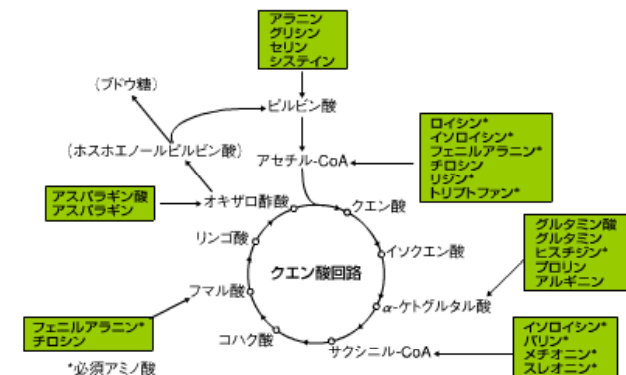 アラニン
グリシン
セリン
システイン
(ブドウ糖)
ピルビン酸
(ホスホエノールピルビン酸)
アセチル-CoA
ロイシン*
イソロイシン*
フェニルアラニン*
チロシン
リジン*
トリプトファン*
アスパラギン酸
アスパラギン
オキザロ酢酸
クエン酸
リンゴ酸
イソクエン酸
クエン酸回路
グルタミン酸
グルタミン
ヒスチジン*
プロリン
アルギニン
フマル酸
α-ケトグルタル酸
フェニルアラニン*
チロシン
コハク酸
サクシニル-CoA
イソロイシン*
バリン*
メチオニン*
スレオニン*
*必須アミノ酸